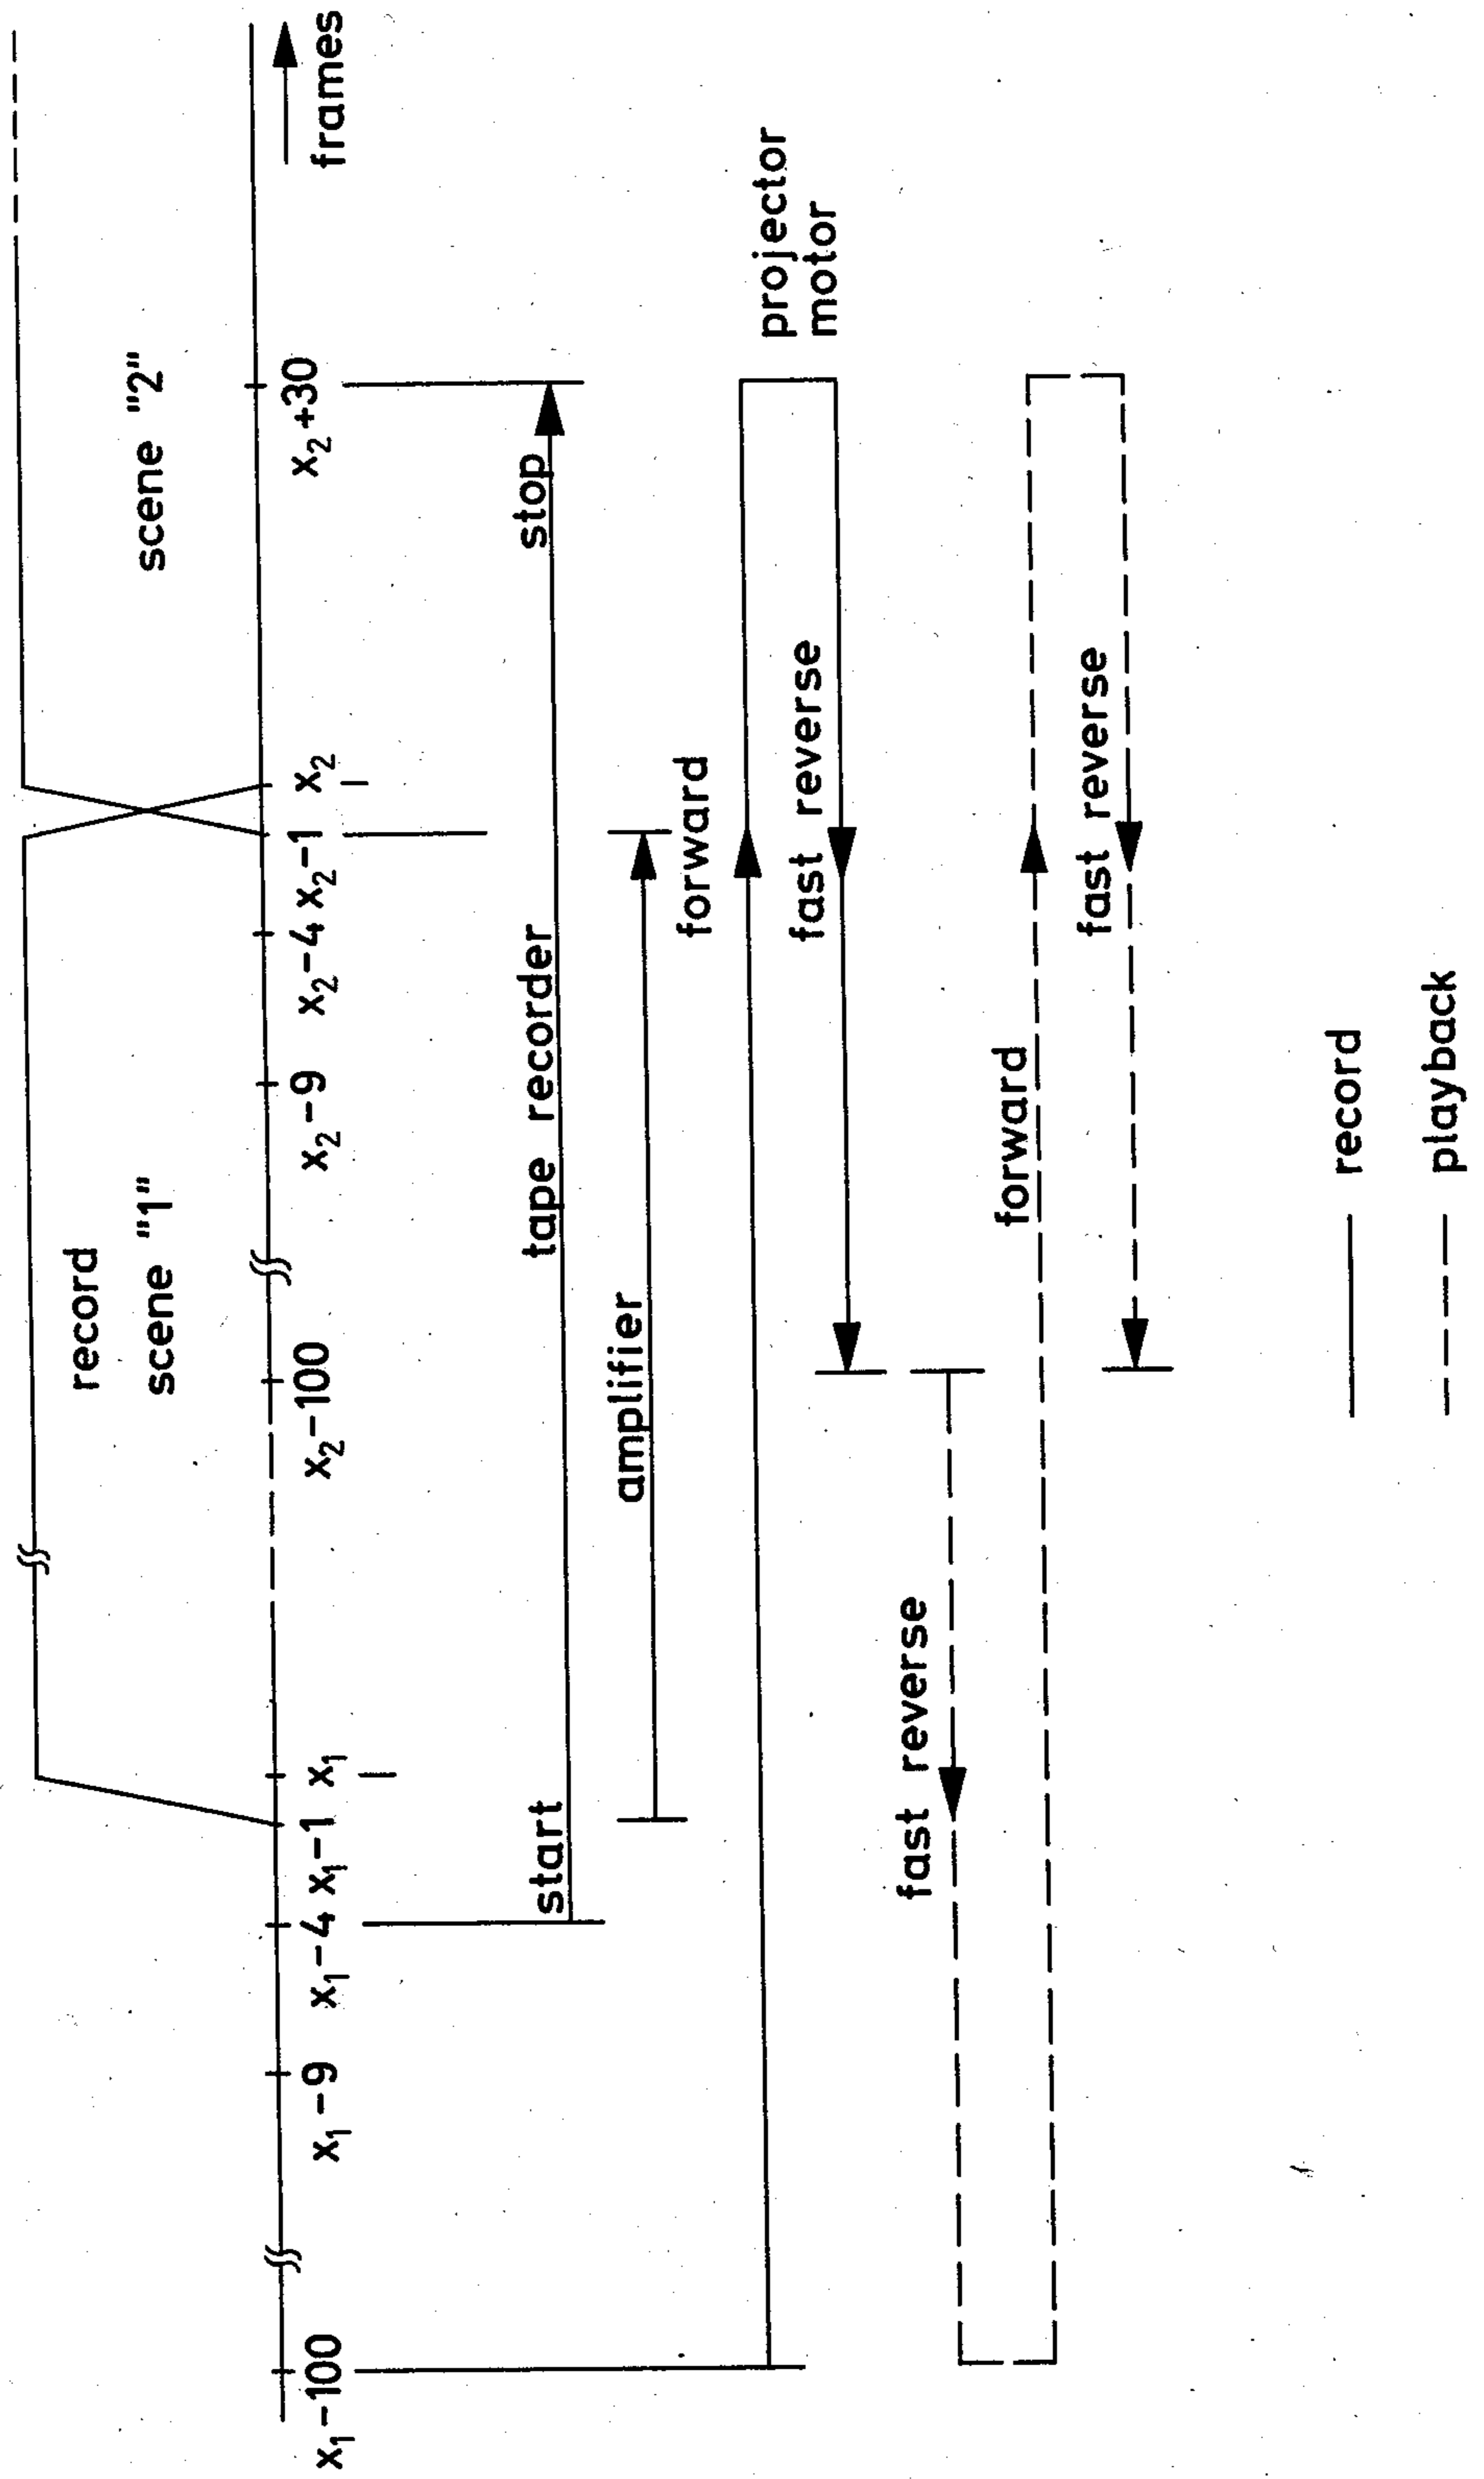 record
scene "1"
scene "2"
x₁−100
x₁−9
x₁−4
x₁−1
x₁
x₂−100
x₂−9
x₂−4
x₂−1
x₂
x₂+30
frames
start
tape recorder
stop
amplifier
forward
projector
motor
fast reverse
fast reverse
forward
fast reverse
record
playback